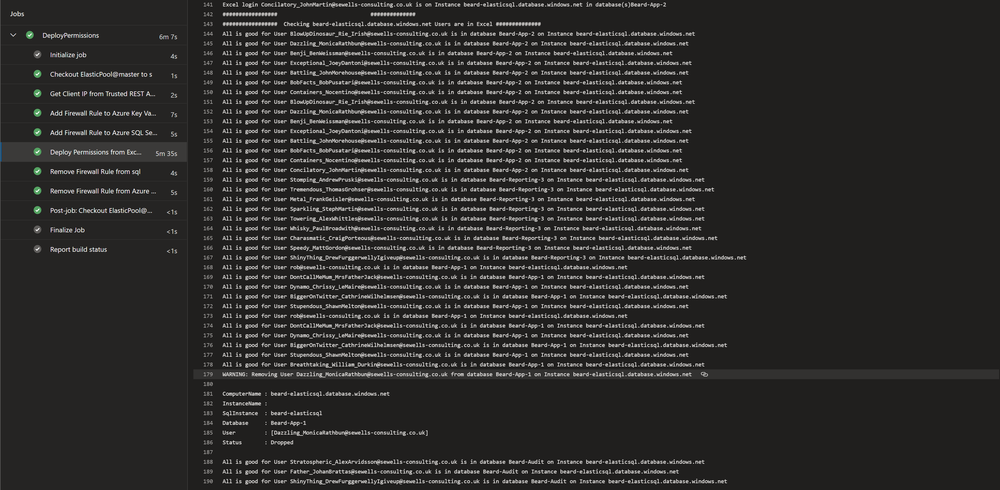 Jobs
DeployPermissions 6m 7s
Initialize job 4s
Checkout ElasticPool@master to s 1s
Get Client IP from Trusted REST A... 2s
Add Firewall Rule to Azure Key Va... 7s
Add Firewall Rule to Azure SQL Se... 5s
Deploy Permissions from Exc... 5m 35s
Remove Firewall Rule from sql 4s
Remove Firewall Rule from Azure ... 5s
Post-job: Checkout ElasticPool@... <1s
Finalize Job <1s
Report build status <1s
141 Excel login Concilatory_JohnMartin@sewells-consulting.co.uk is on Instance beard-elasticsql.database.windows.net in database(s)Beard-App-2
142 ################# ##############
143 ################# Checking beard-elasticsql.database.windows.net Users are in Excel ##############
144 All is good for User BlowUpDinosaur_Rie_Irish@sewells-consulting.co.uk is in database Beard-App-2 on Instance beard-elasticsql.database.windows.net
145 All is good for User Dazzling_MonicaRathbun@sewells-consulting.co.uk is in database Beard-App-2 on Instance beard-elasticsql.database.windows.net
146 All is good for User Benji_BenWeissman@sewells-consulting.co.uk is in database Beard-App-2 on Instance beard-elasticsql.database.windows.net
147 All is good for User Exceptional_JoeyDantoni@sewells-consulting.co.uk is in database Beard-App-2 on Instance beard-elasticsql.database.windows.net
148 All is good for User Battling_JohnMorehouse@sewells-consulting.co.uk is in database Beard-App-2 on Instance beard-elasticsql.database.windows.net
149 All is good for User BobFacts_BobPusatari@sewells-consulting.co.uk is in database Beard-App-2 on Instance beard-elasticsql.database.windows.net
150 All is good for User Containers_Nocentino@sewells-consulting.co.uk is in database Beard-App-2 on Instance beard-elasticsql.database.windows.net
151 All is good for User BlowUpDinosaur_Rie_Irish@sewells-consulting.co.uk is in database Beard-App-2 on Instance beard-elasticsql.database.windows.net
152 All is good for User Dazzling_MonicaRathbun@sewells-consulting.co.uk is in database Beard-App-2 on Instance beard-elasticsql.database.windows.net
153 All is good for User Benji_BenWeissman@sewells-consulting.co.uk is in database Beard-App-2 on Instance beard-elasticsql.database.windows.net
154 All is good for User Exceptional_JoeyDantoni@sewells-consulting.co.uk is in database Beard-App-2 on Instance beard-elasticsql.database.windows.net
155 All is good for User Battling_JohnMorehouse@sewells-consulting.co.uk is in database Beard-App-2 on Instance beard-elasticsql.database.windows.net
156 All is good for User BobFacts_BobPusatari@sewells-consulting.co.uk is in database Beard-App-2 on Instance beard-elasticsql.database.windows.net
157 All is good for User Containers_Nocentino@sewells-consulting.co.uk is in database Beard-App-2 on Instance beard-elasticsql.database.windows.net
158 All is good for User Concilatory_JohnMartin@sewells-consulting.co.uk is in database Beard-App-2 on Instance beard-elasticsql.database.windows.net
159 All is good for User Stomping_AndrewPruski@sewells-consulting.co.uk is in database Beard-Reporting-3 on Instance beard-elasticsql.database.windows.net
160 All is good for User Tremendous_ThomasGrohser@sewells-consulting.co.uk is in database Beard-Reporting-3 on Instance beard-elasticsql.database.windows.net
161 All is good for User Metal_FrankGeisler@sewells-consulting.co.uk is in database Beard-Reporting-3 on Instance beard-elasticsql.database.windows.net
162 All is good for User Sparkling_StephMartin@sewells-consulting.co.uk is in database Beard-Reporting-3 on Instance beard-elasticsql.database.windows.net
163 All is good for User Towering_AlexWhittles@sewells-consulting.co.uk is in database Beard-Reporting-3 on Instance beard-elasticsql.database.windows.net
164 All is good for User Whisky_PaulBroadwith@sewells-consulting.co.uk is in database Beard-Reporting-3 on Instance beard-elasticsql.database.windows.net
165 All is good for User Charasmatic_CraigPorteous@sewells-consulting.co.uk is in database Beard-Reporting-3 on Instance beard-elasticsql.database.windows.net
166 All is good for User Speedy_MattGordon@sewells-consulting.co.uk is in database Beard-Reporting-3 on Instance beard-elasticsql.database.windows.net
167 All is good for User ShinyThing_DrewFurggerwellyIgiveup@sewells-consulting.co.uk is in database Beard-Reporting-3 on Instance beard-elasticsql.database.windows.net
168 All is good for User rob@sewells-consulting.co.uk is in database Beard-App-1 on Instance beard-elasticsql.database.windows.net
169 All is good for User DontCallMeMum_MrsFatherJack@sewells-consulting.co.uk is in database Beard-App-1 on Instance beard-elasticsql.database.windows.net
170 All is good for User Dynamo_Chrissy_LeMaire@sewells-consulting.co.uk is in database Beard-App-1 on Instance beard-elasticsql.database.windows.net
171 All is good for User BiggerOnTwitter_CathrineWilhelmsen@sewells-consulting.co.uk is in database Beard-App-1 on Instance beard-elasticsql.database.windows.net
172 All is good for User Stupendous_ShawnMelton@sewells-consulting.co.uk is in database Beard-App-1 on Instance beard-elasticsql.database.windows.net
173 All is good for User rob@sewells-consulting.co.uk is in database Beard-App-1 on Instance beard-elasticsql.database.windows.net
174 All is good for User DontCallMeMum_MrsFatherJack@sewells-consulting.co.uk is in database Beard-App-1 on Instance beard-elasticsql.database.windows.net
175 All is good for User Dynamo_Chrissy_LeMaire@sewells-consulting.co.uk is in database Beard-App-1 on Instance beard-elasticsql.database.windows.net
176 All is good for User BiggerOnTwitter_CathrineWilhelmsen@sewells-consulting.co.uk is in database Beard-App-1 on Instance beard-elasticsql.database.windows.net
177 All is good for User Stupendous_ShawnMelton@sewells-consulting.co.uk is in database Beard-App-1 on Instance beard-elasticsql.database.windows.net
178 All is good for User Breathtaking_William_Durkin@sewells-consulting.co.uk is in database Beard-App-1 on Instance beard-elasticsql.database.windows.net
179 WARNING: Removing User Dazzling_MonicaRathbun@sewells-consulting.co.uk from database Beard-App-1 on Instance beard-elasticsql.database.windows.net
180
181 ComputerName : beard-elasticsql.database.windows.net
182 InstanceName :
183 SqlInstance : beard-elasticsql
184 Database : Beard-App-1
185 User : [Dazzling_MonicaRathbun@sewells-consulting.co.uk]
186 Status : Dropped
187
188 All is good for User Stratospheric_AlexArvidsson@sewells-consulting.co.uk is in database Beard-Audit on Instance beard-elasticsql.database.windows.net
189 All is good for User Father_JohanBrattas@sewells-consulting.co.uk is in database Beard-Audit on Instance beard-elasticsql.database.windows.net
190 All is good for User ShinyThing_DrewFurggerwellyIgiveup@sewells-consulting.co.uk is in database Beard-Audit on Instance beard-elasticsql.database.windows.net